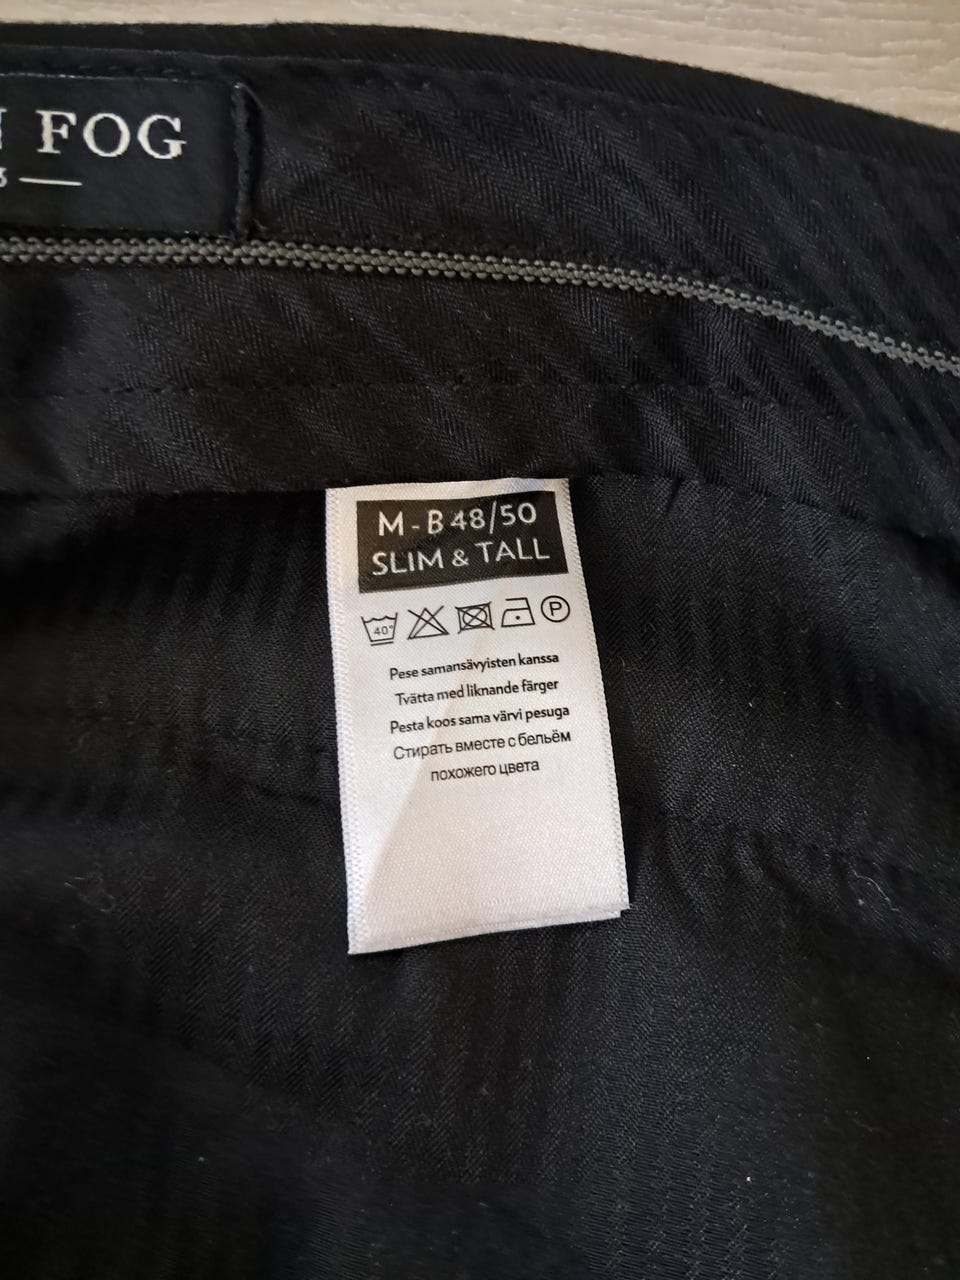 FOG
M - B 48/50
SLIM & TALL
40°
P
Pese samansävyisten kanssa
Tvätta med liknande färger
Pesta koos sama värvi pesuga
Стирать вместе с бельём
похожего цвета